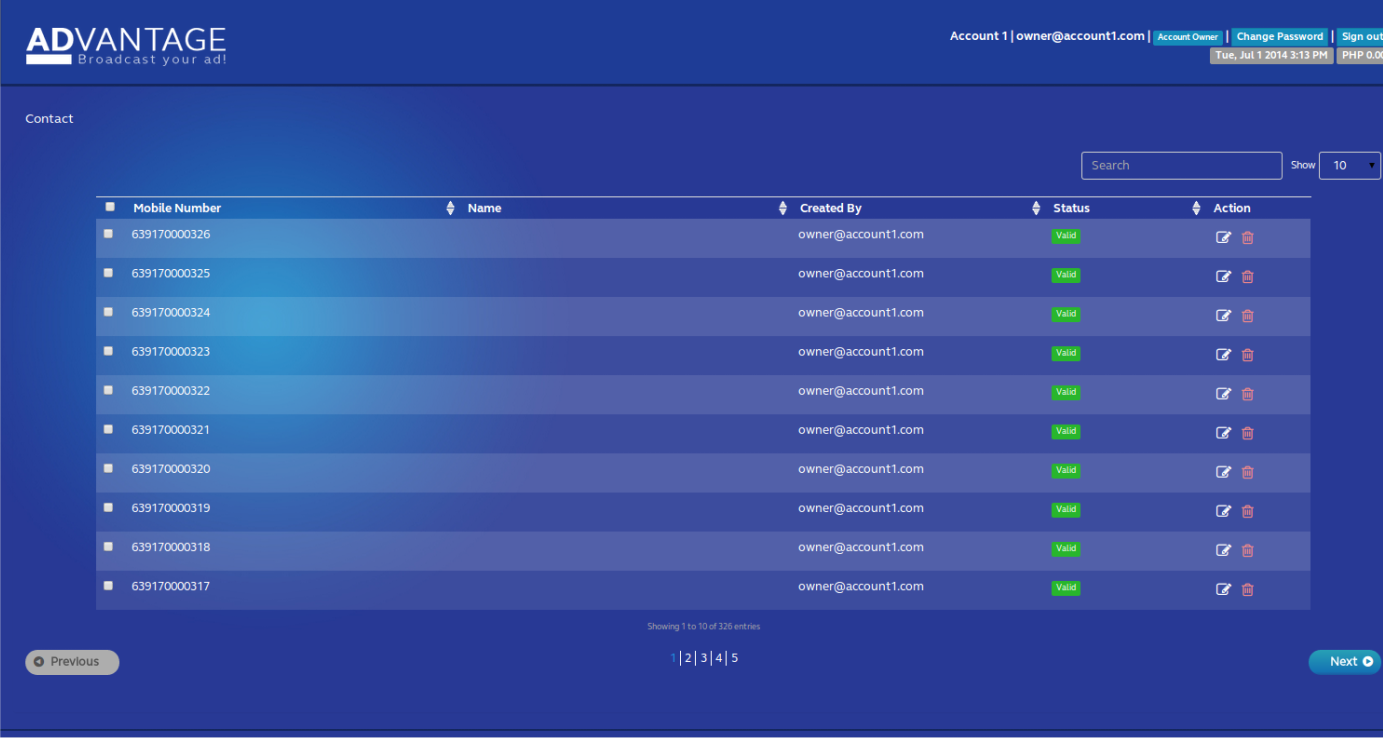 ADVANTAGE
Broadcast your ad!
Account 1 | owner@account1.com | Account Owner | Change Password | Sign out
Tue, Jul 1 2014 3:13 PM PHP 0.00
Contact
Search Show 10
Mobile Number Name Created By Status Action
639170000326 owner@account1.com Valid
639170000325 owner@account1.com Valid
639170000324 owner@account1.com Valid
639170000323 owner@account1.com Valid
639170000322 owner@account1.com Valid
639170000321 owner@account1.com Valid
639170000320 owner@account1.com Valid
639170000319 owner@account1.com Valid
639170000318 owner@account1.com Valid
639170000317 owner@account1.com Valid
Showing 1 to 10 of 326 entries
Previous 1 | 2 | 3 | 4 | 5 Next